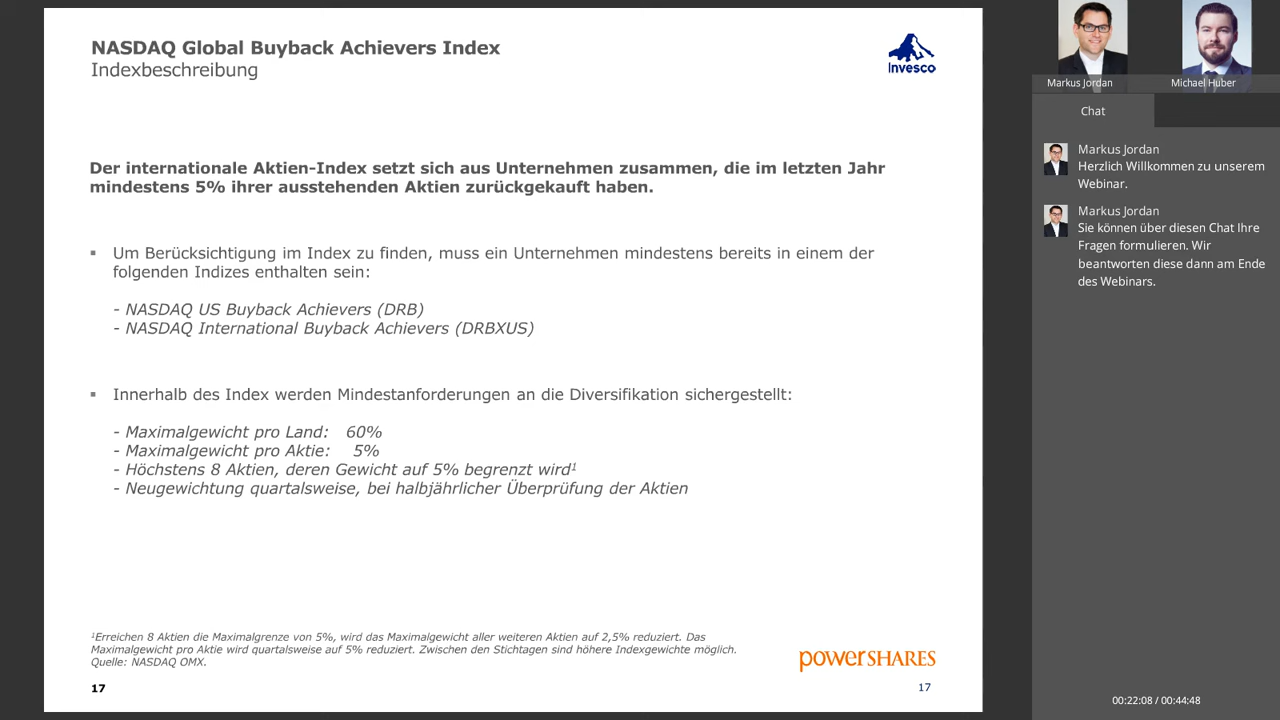 NASDAQ Global Buyback Achievers Index
Indexbeschreibung
Invesco
Der internationale Aktien-Index setzt sich aus Unternehmen zusammen, die im letzten Jahr
mindestens 5% ihrer ausstehenden Aktien zurückgekauft haben.
▪ Um Berücksichtigung im Index zu finden, muss ein Unternehmen mindestens bereits in einem der
folgenden Indizes enthalten sein:
- NASDAQ US Buyback Achievers (DRB)
- NASDAQ International Buyback Achievers (DRBXUS)
▪ Innerhalb des Index werden Mindestanforderungen an die Diversifikation sichergestellt:
- Maximalgewicht pro Land: 60%
- Maximalgewicht pro Aktie: 5%
- Höchstens 8 Aktien, deren Gewicht auf 5% begrenzt wird¹
- Neugewichtung quartalsweise, bei halbjährlicher Überprüfung der Aktien
¹Erreichen 8 Aktien die Maximalgrenze von 5%, wird das Maximalgewicht aller weiteren Aktien auf 2,5% reduziert. Das
Maximalgewicht pro Aktie wird quartalsweise auf 5% reduziert. Zwischen den Stichtagen sind höhere Indexgewichte möglich.
Quelle: NASDAQ OMX.
powerSHARES
17
17
Markus Jordan
Michael Huber
Chat
Markus Jordan
Herzlich Willkommen zu unserem
Webinar.
Markus Jordan
Sie können über diesen Chat Ihre
Fragen formulieren. Wir
beantworten diese dann am Ende
des Webinars.
00:22:08 / 00:44:48